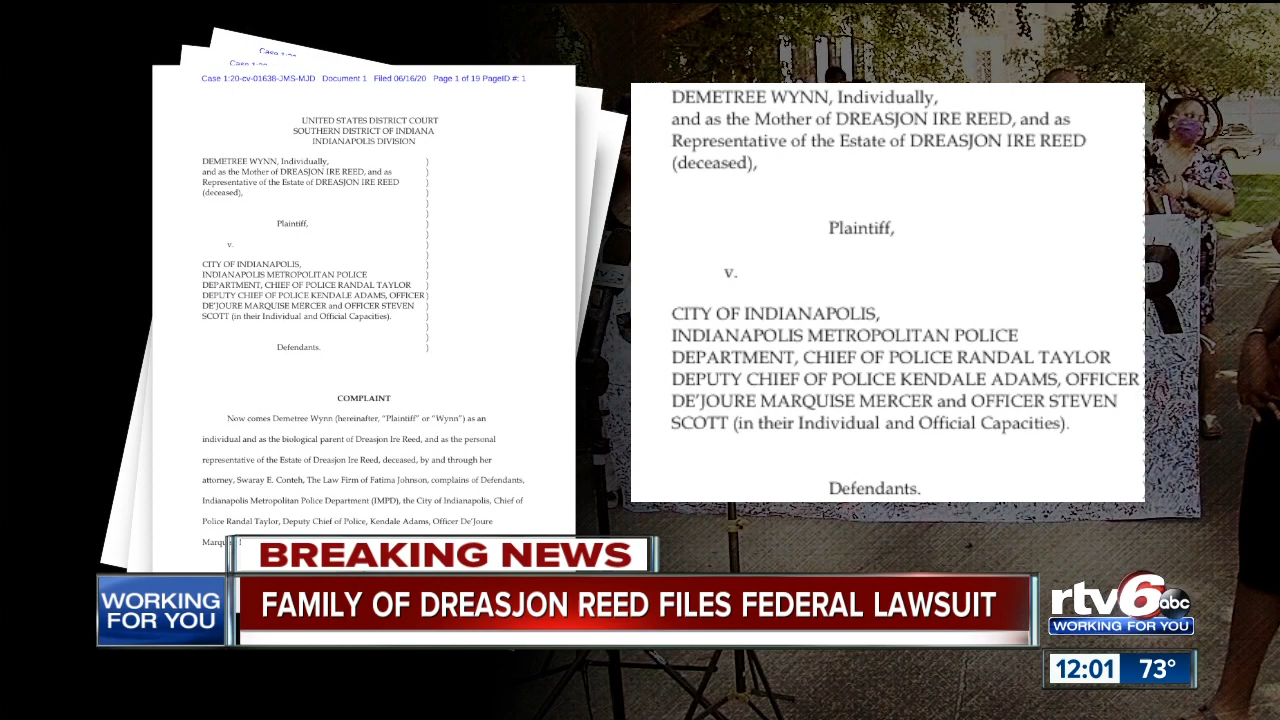 Case 1:20-
Case 1:20-
Case 1:20-cv-01638-JMS-MJD Document 1 Filed 06/16/20 Page 1 of 19 PageID #: 1
UNITED STATES DISTRICT COURT
SOUTHERN DISTRICT OF INDIANA
INDIANAPOLIS DIVISION
DEMETREE WYNN, Individually,
and as the Mother of DREASJON IRE REED, and as
Representative of the Estate of DREASJON IRE REED
(deceased),
Plaintiff,
v.
CITY OF INDIANAPOLIS,
INDIANAPOLIS METROPOLITAN POLICE
DEPARTMENT, CHIEF OF POLICE RANDAL TAYLOR
DEPUTY CHIEF OF POLICE KENDALE ADAMS, OFFICER
DE'JOURE MARQUISE MERCER and OFFICER STEVEN
SCOTT (in their Individual and Official Capacities).
Defendants.
COMPLAINT
Now comes Demetree Wynn (hereinafter, "Plaintiff" or "Wynn") as an
individual and as the biological parent of Dreasjon Ire Reed, and as the personal
representative of the Estate of Dreasjon Ire Reed, deceased, by and through her
attorney, Swaray E. Conteh, The Law Firm of Fatima Johnson, complains of Defendants,
Indianapolis Metropolitan Police Department (IMPD), the City of Indianapolis, Chief of
Police Randal Taylor, Deputy Chief of Police, Kendale Adams, Officer De'Joure
DEMETREE WYNN, Individually,
and as the Mother of DREASJON IRE REED, and as
Representative of the Estate of DREASJON IRE REED
(deceased),
Plaintiff,
v.
CITY OF INDIANAPOLIS,
INDIANAPOLIS METROPOLITAN POLICE
DEPARTMENT, CHIEF OF POLICE RANDAL TAYLOR
DEPUTY CHIEF OF POLICE KENDALE ADAMS, OFFICER
DE'JOURE MARQUISE MERCER and OFFICER STEVEN
SCOTT (in their Individual and Official Capacities).
Defendants.
BREAKING NEWS
WORKING
FOR YOU
FAMILY OF DREASJON REED FILES FEDERAL LAWSUIT
rtv6 abc
WORKING FOR YOU
12:01 73°